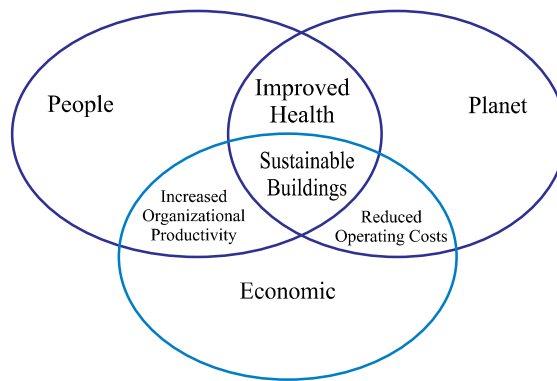 People
Improved
Health
Planet
Sustainable
Buildings
Increased
Organizational
Productivity
Reduced
Operating Costs
Economic